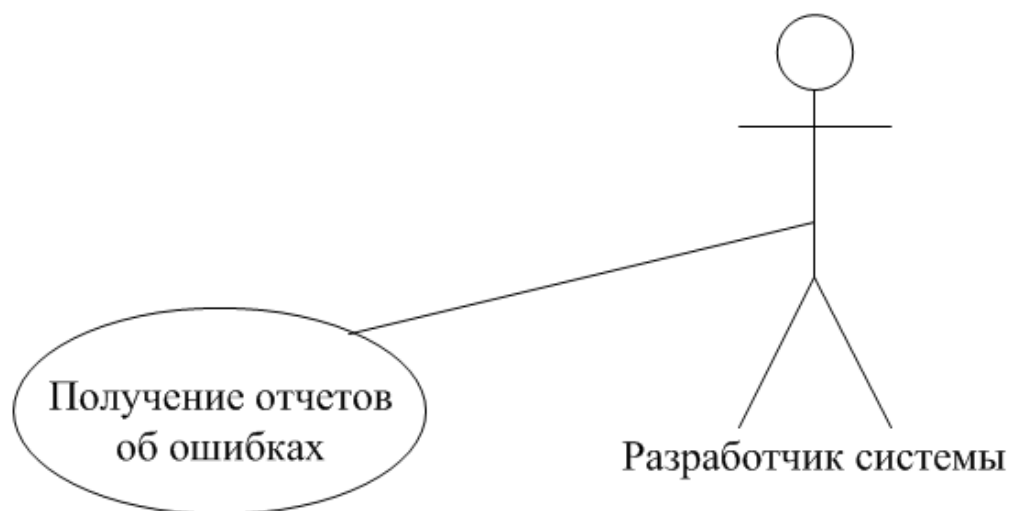 Получение отчетов
об ошибках
Разработчик системы